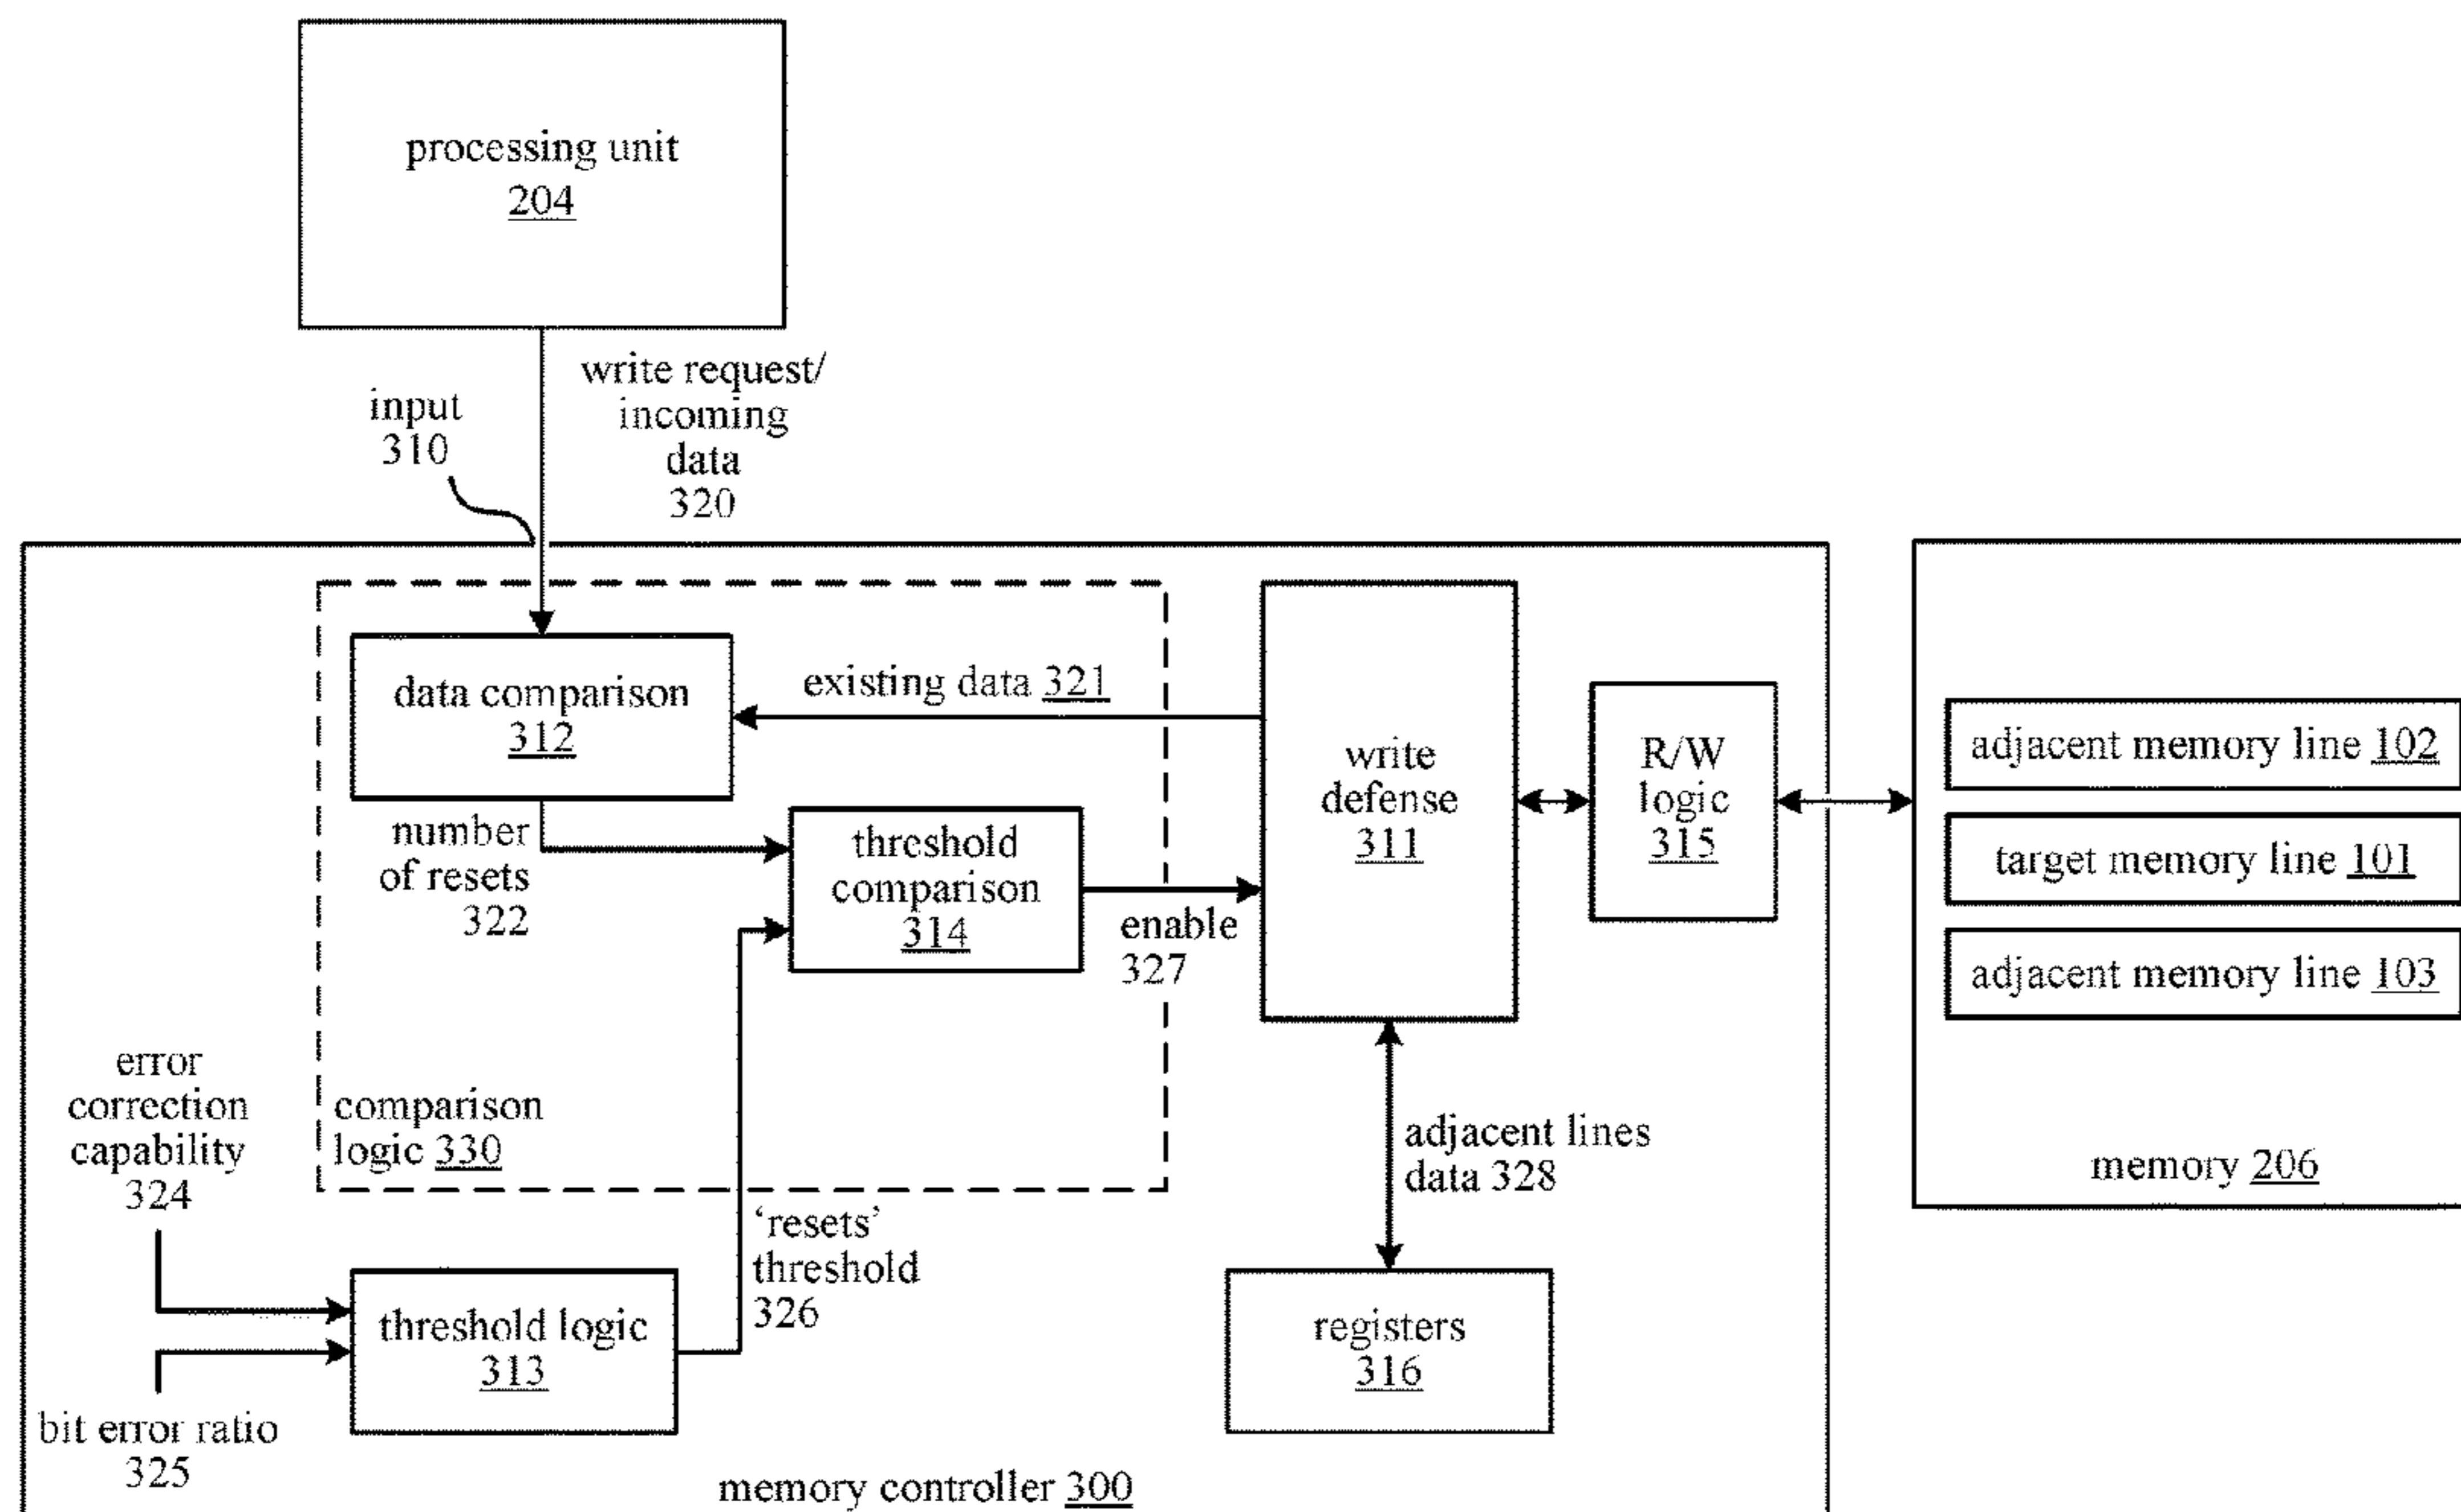 processing unit
204
write request/
incoming
data
320
input
310
data comparison
312
existing data 321
number
of resets
322
threshold
comparison
314
enable
327
write
defense
311
R/W
logic
315
adjacent memory line 102
target memory line 101
adjacent memory line 103
memory 206
error
correction
capability
324
comparison
logic 330
adjacent lines
data 328
'resets'
threshold
326
threshold logic
313
registers
316
bit error ratio
325
memory controller 300